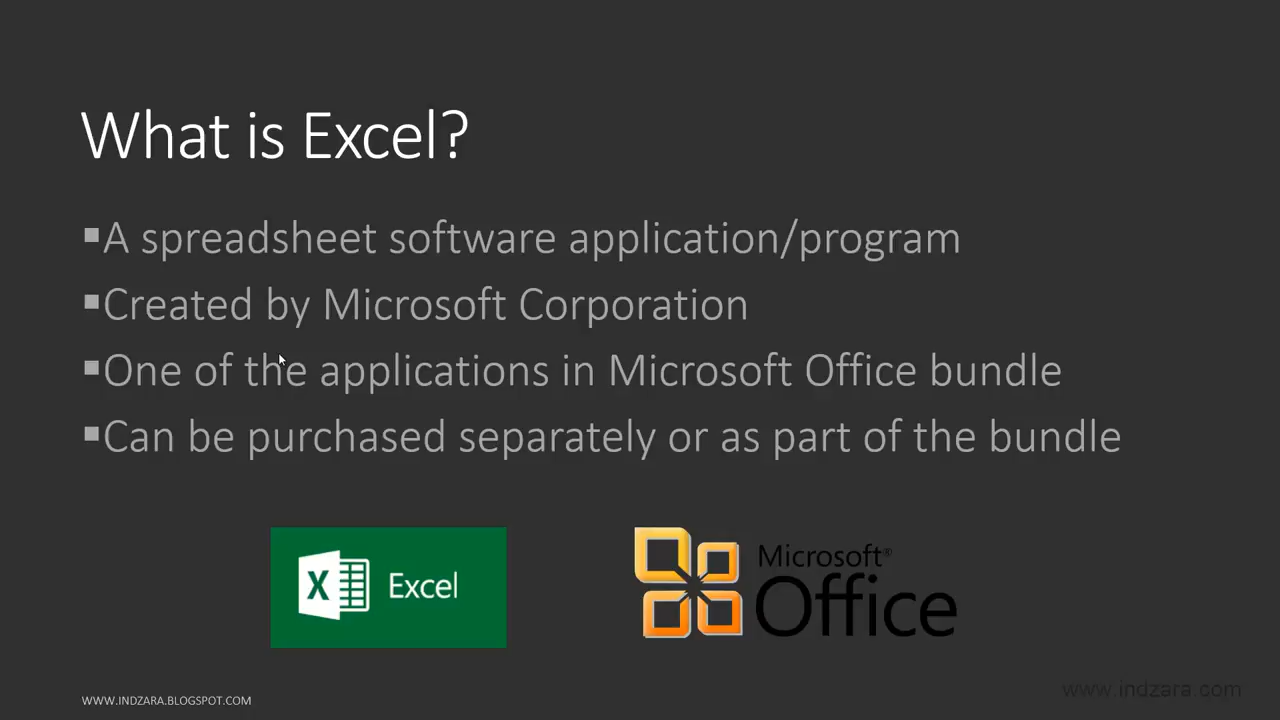 What is Excel?
▪A spreadsheet software application/program
▪Created by Microsoft Corporation
▪One of the applications in Microsoft Office bundle
▪Can be purchased separately or as part of the bundle
X Excel
Microsoft®
Office
WWW.INDZARA.BLOGSPOT.COM
www.indzara.com